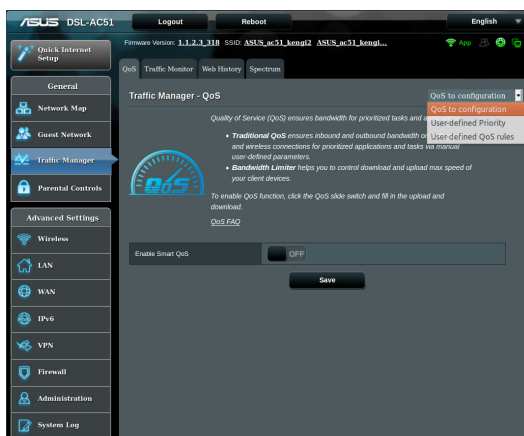 ASUS DSL-AC51
Logout
Reboot
English
Quick Internet Setup
Firmware Version: 1.1.2.3_318 SSID: ASUS_ac51_kengi2 ASUS_ac51_kengi...
App
QoS Traffic Monitor Web History Spectrum
General
Network Map
Guest Network
Traffic Manager
Parental Controls
Advanced Settings
Wireless
LAN
WAN
IPv6
VPN
Firewall
Administration
System Log
Traffic Manager - QoS
QoS to configuration
QoS to configuration
User-defined Priority
User-defined QoS rules
QoS
Quality of Service (QoS) ensures bandwidth for prioritized tasks and a
• Traditional QoS ensures inbound and outbound bandwidth o
and wireless connections for prioritized applications and tasks via manual
user-defined parameters.
• Bandwidth Limiter helps you to control download and upload max speed of
your client devices.
To enable QoS function, click the QoS slide switch and fill in the upload and
download.
QoS FAQ
Enable Smart QoS
OFF
Save